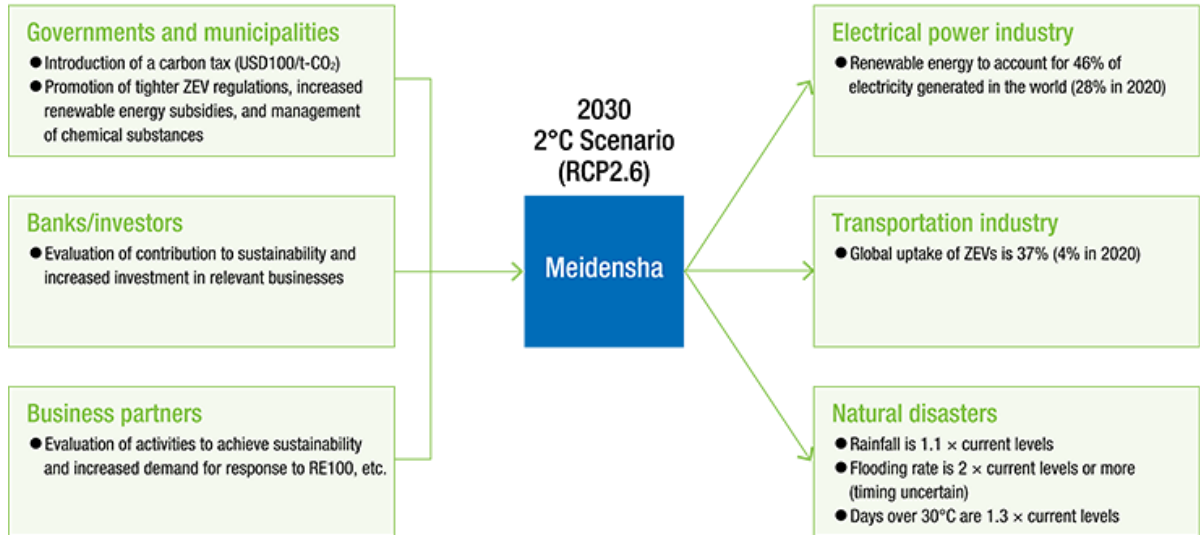 Governments and municipalities
● Introduction of a carbon tax (USD100/t-CO₂)
● Promotion of tighter ZEV regulations, increased
renewable energy subsidies, and management
of chemical substances
Banks/investors
● Evaluation of contribution to sustainability and
increased investment in relevant businesses
Business partners
● Evaluation of activities to achieve sustainability
and increased demand for response to RE100, etc.
2030
2°C Scenario
(RCP2.6)
Meidensha
Electrical power industry
● Renewable energy to account for 46% of
electricity generated in the world (28% in 2020)
Transportation industry
● Global uptake of ZEVs is 37% (4% in 2020)
Natural disasters
● Rainfall is 1.1 × current levels
● Flooding rate is 2 × current levels or more
(timing uncertain)
● Days over 30°C are 1.3 × current levels